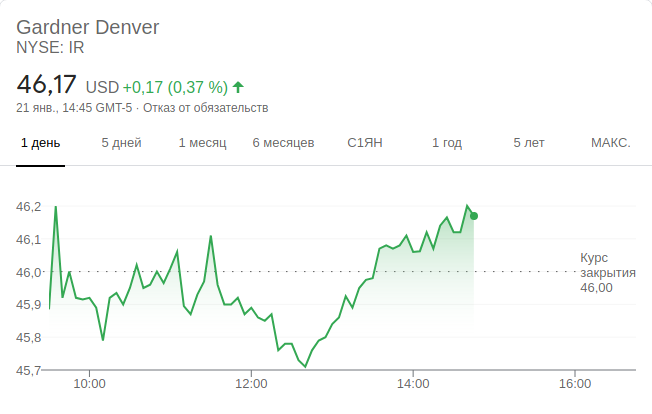 Gardner Denver
NYSE: IR
46,17 USD +0,17 (0,37 %)
21 янв., 14:45 GMT-5 · Отказ от обязательств
1 день 5 дней 1 месяц 6 месяцев С1ЯН 1 год 5 лет МАКС.
46,2
46,1
46,0
45,9
45,8
45,7
Курс
закрытия
46,00
10:00 12:00 14:00 16:00